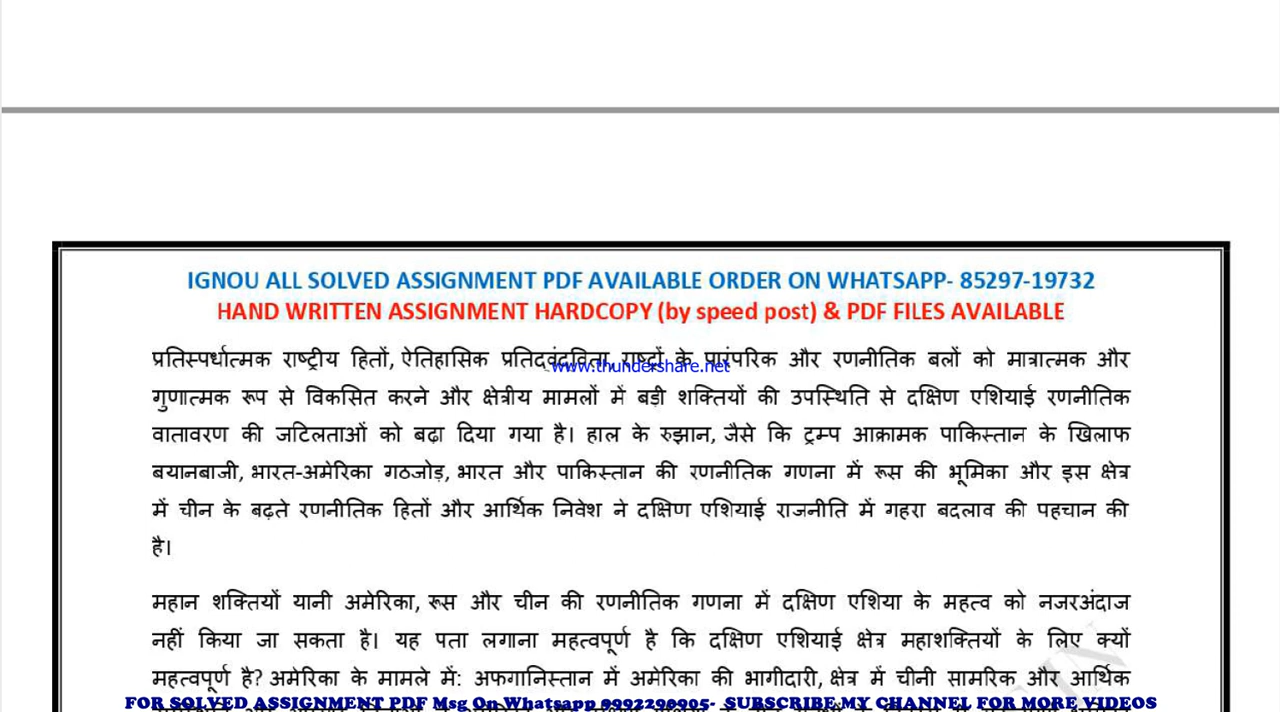 IGNOU ALL SOLVED ASSIGNMENT PDF AVAILABLE ORDER ON WHATSAPP- 85297-19732
HAND WRITTEN ASSIGNMENT HARDCOPY (by speed post) & PDF FILES AVAILABLE
प्रतिस्पर्धात्मक राष्ट्रीय हितों, ऐतिहासिक प्रतिदवंदविता, राष्ट्रों के पारंपरिक और रणनीतिक बलों को मात्रात्मक और
www.thundershare.net
गुणात्मक रूप से विकसित करने और क्षेत्रीय मामलों में बड़ी शक्तियों की उपस्थिति से दक्षिण एशियाई रणनीतिक
वातावरण की जटिलताओं को बढ़ा दिया गया है। हाल के रुझान, जैसे कि ट्रम्प आक्रामक पाकिस्तान के खिलाफ
बयानबाजी, भारत-अमेरिका गठजोड़, भारत और पाकिस्तान की रणनीतिक गणना में रूस की भूमिका और इस क्षेत्र
में चीन के बढ़ते रणनीतिक हितों और आर्थिक निवेश ने दक्षिण एशियाई राजनीति में गहरा बदलाव की पहचान की
है।
महान शक्तियों यानी अमेरिका, रूस और चीन की रणनीतिक गणना में दक्षिण एशिया के महत्व को नजरअंदाज
नहीं किया जा सकता है। यह पता लगाना महत्वपूर्ण है कि दक्षिण एशियाई क्षेत्र महाशक्तियों के लिए क्यों
महत्वपूर्ण है? अमेरिका के मामले में: अफगानिस्तान में अमेरिका की भागीदारी, क्षेत्र में चीनी सामरिक और आर्थिक
FOR SOLVED ASSIGNMENT PDF Msg On Whatsapp 9992290905- SUBSCRIBE MY CHANNEL FOR MORE VIDEOS